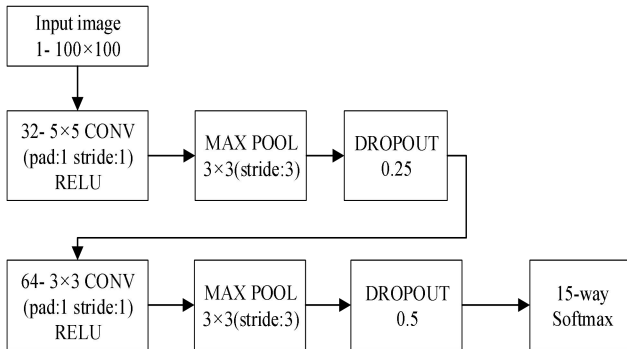 Input image
1- 100×100
32- 5×5 CONV
(pad:1 stride:1)
RELU
MAX POOL
3×3(stride:3)
DROPOUT
0.25
64- 3×3 CONV
(pad:1 stride:1)
RELU
MAX POOL
3×3(stride:3)
DROPOUT
0.5
15-way
Softmax